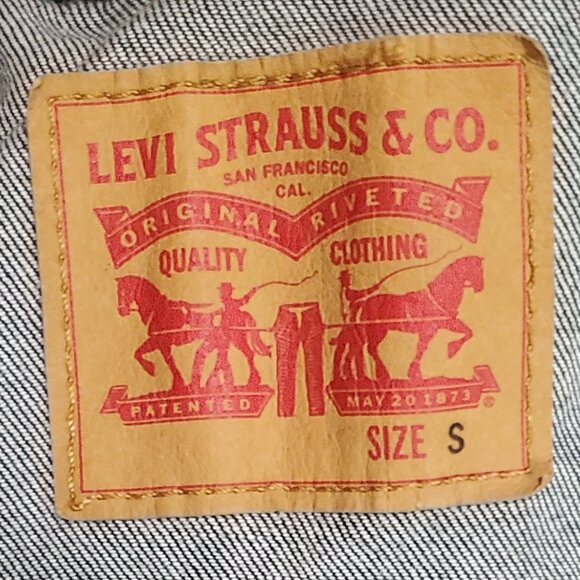 LEVI STRAUSS & CO.
SAN FRANCISCO
CAL.
ORIGINAL RIVETED
QUALITY CLOTHING
PATENTED MAY 20 1873 ®
SIZE S